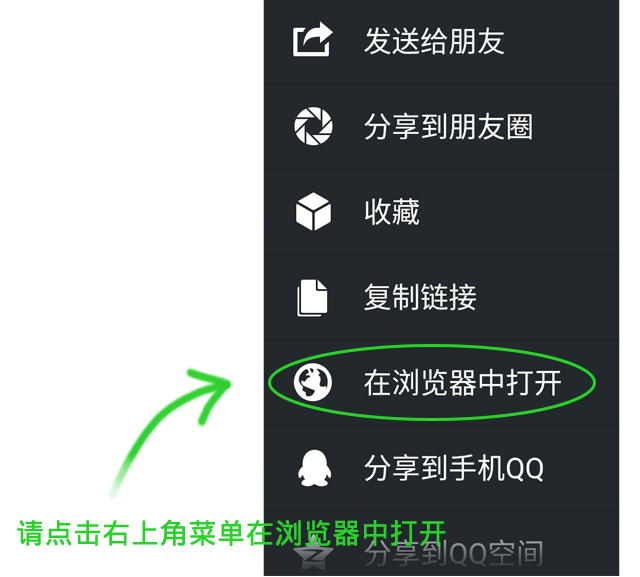 发送给朋友
分享到朋友圈
收藏
复制链接
在浏览器中打开
分享到手机QQ
请点击右上角菜单在浏览器中打开
分享到QQ空间